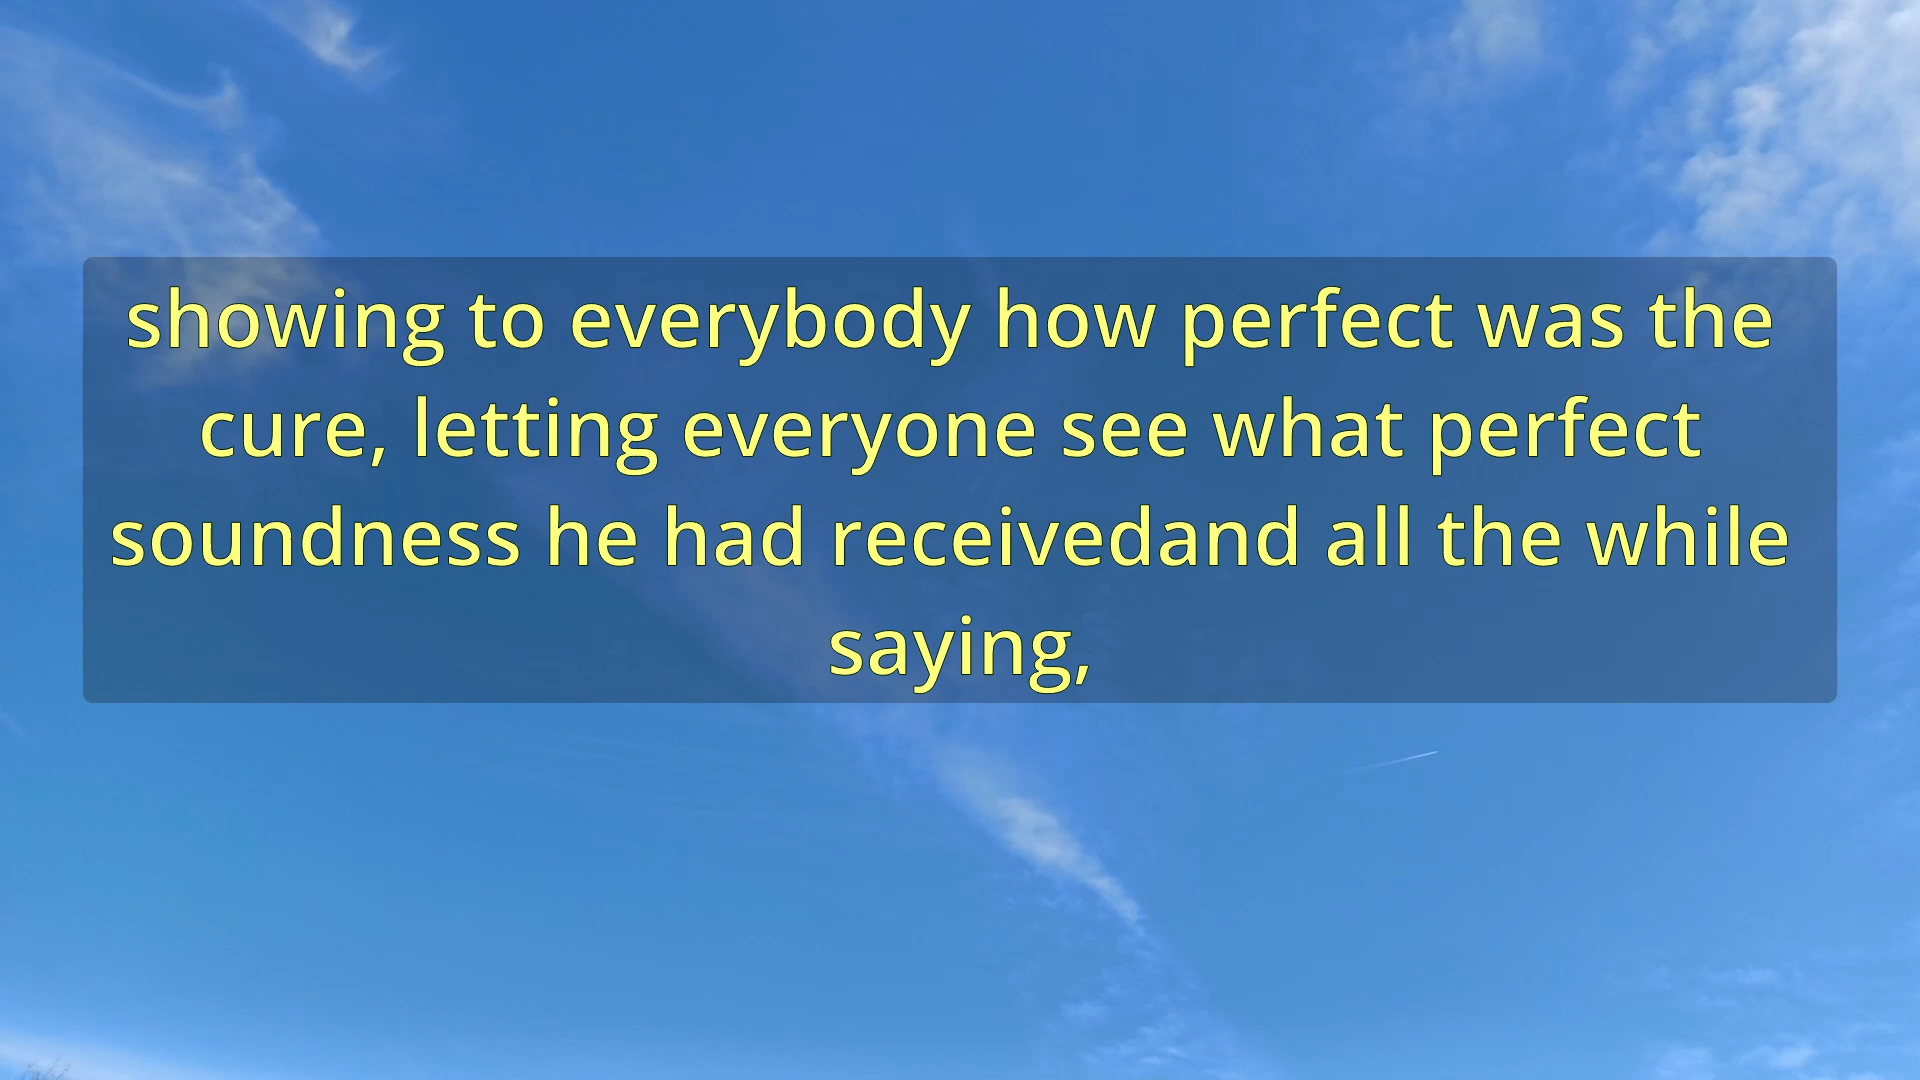 showing to everybody how perfect was the
cure, letting everyone see what perfect
soundness he had receivedand all the while
saying,